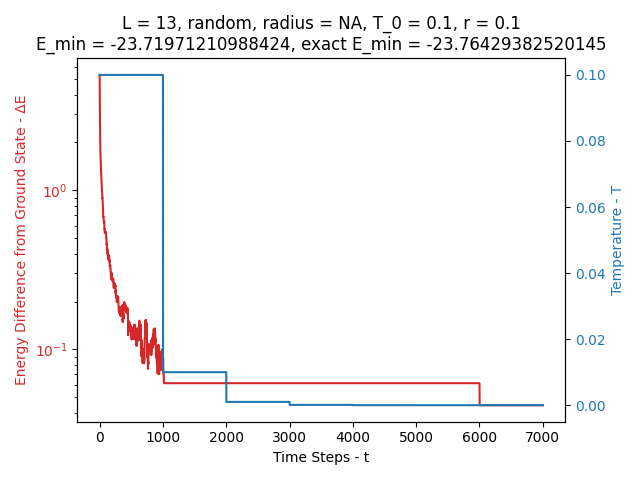 L = 13, random, radius = NA, T_0 = 0.1, r = 0.1
E_min = -23.71971210988424, exact E_min = -23.76429382520145
Energy Difference from Ground State - ΔE
10⁰
10⁻¹
0.10
0.08
0.06
0.04
0.02
0.00
Temperature - T
0 1000 2000 3000 4000 5000 6000 7000
Time Steps - t